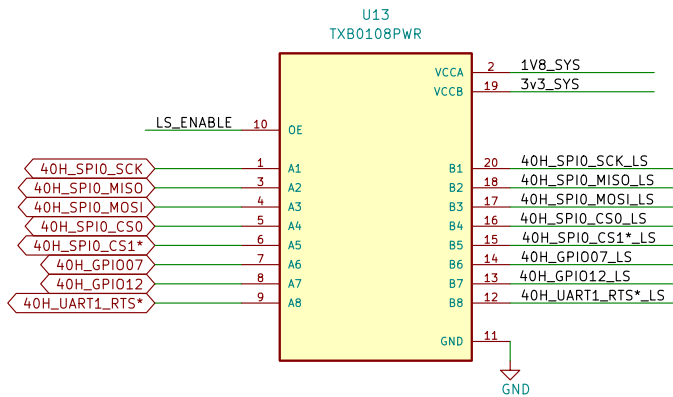 U13
TXB0108PWR
VCCA 2 1V8_SYS
VCCB 19 3v3_SYS
LS_ENABLE 10 OE
40H_SPI0_SCK 1 A1 B1 20 40H_SPI0_SCK_LS
40H_SPI0_MISO 3 A2 B2 18 40H_SPI0_MISO_LS
40H_SPI0_MOSI 4 A3 B3 17 40H_SPI0_MOSI_LS
40H_SPI0_CS0 5 A4 B4 16 40H_SPI0_CS0_LS
40H_SPI0_CS1* 6 A5 B5 15 40H_SPI0_CS1*_LS
40H_GPIO07 7 A6 B6 14 40H_GPIO07_LS
40H_GPIO12 8 A7 B7 13 40H_GPIO12_LS
40H_UART1_RTS* 9 A8 B8 12 40H_UART1_RTS*_LS
GND 11
GND